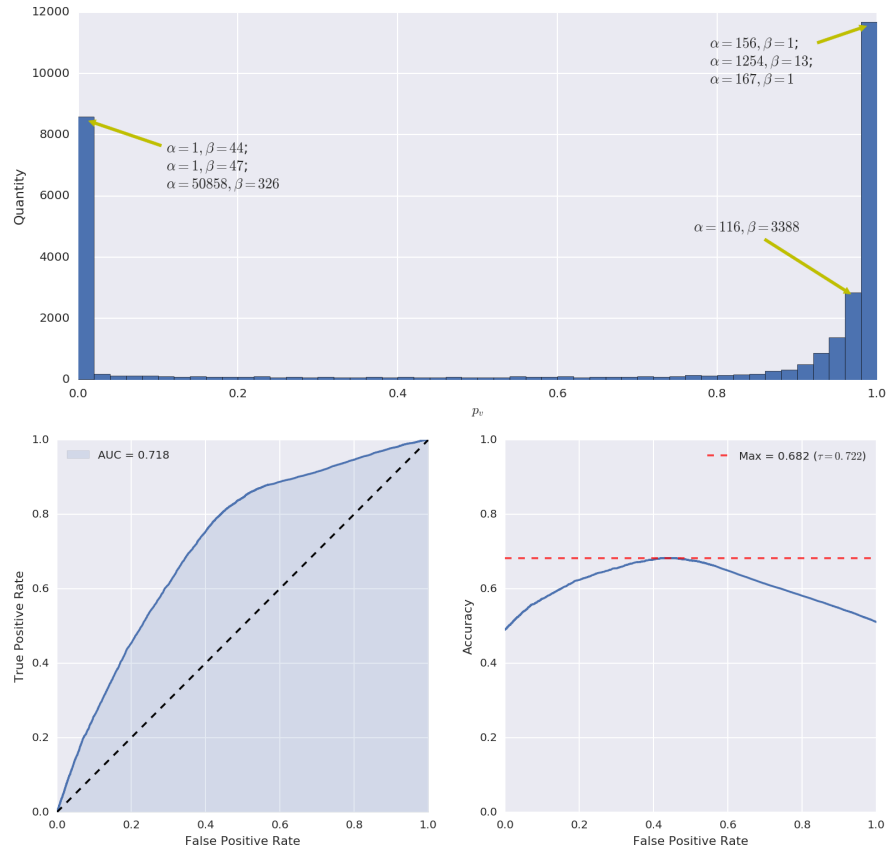 12000
10000
8000
6000
4000
2000
0
Quantity
α = 156, β = 1;
α = 1254, β = 13;
α = 167, β = 1
α = 1, β = 44;
α = 1, β = 47;
α = 50858, β = 326
α = 116, β = 3388
0.0 0.2 0.4 0.6 0.8 1.0
p_v
1.0
0.8
0.6
0.4
0.2
0.0
True Positive Rate
AUC = 0.718
0.0 0.2 0.4 0.6 0.8 1.0
False Positive Rate
1.0
0.8
0.6
0.4
0.2
0.0
Accuracy
Max = 0.682 (τ = 0.722)
0.0 0.2 0.4 0.6 0.8 1.0
False Positive Rate